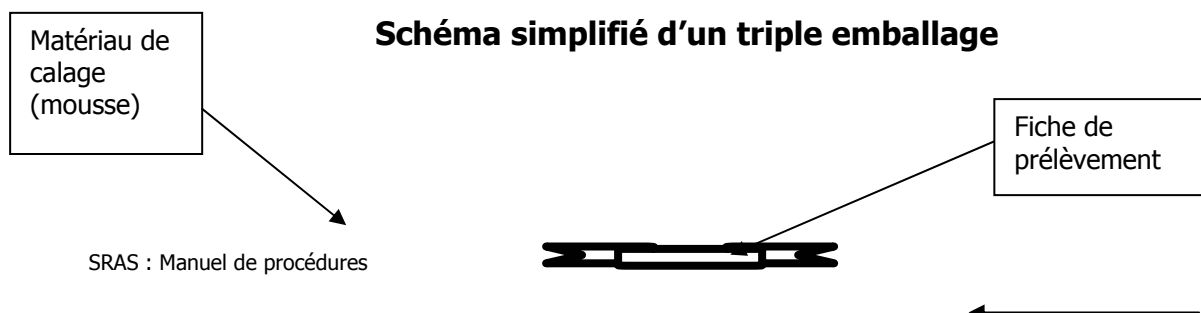 Schéma simplifié d’un triple emballage
Matériau de
calage
(mousse)
Fiche de
prélèvement
SRAS : Manuel de procédures